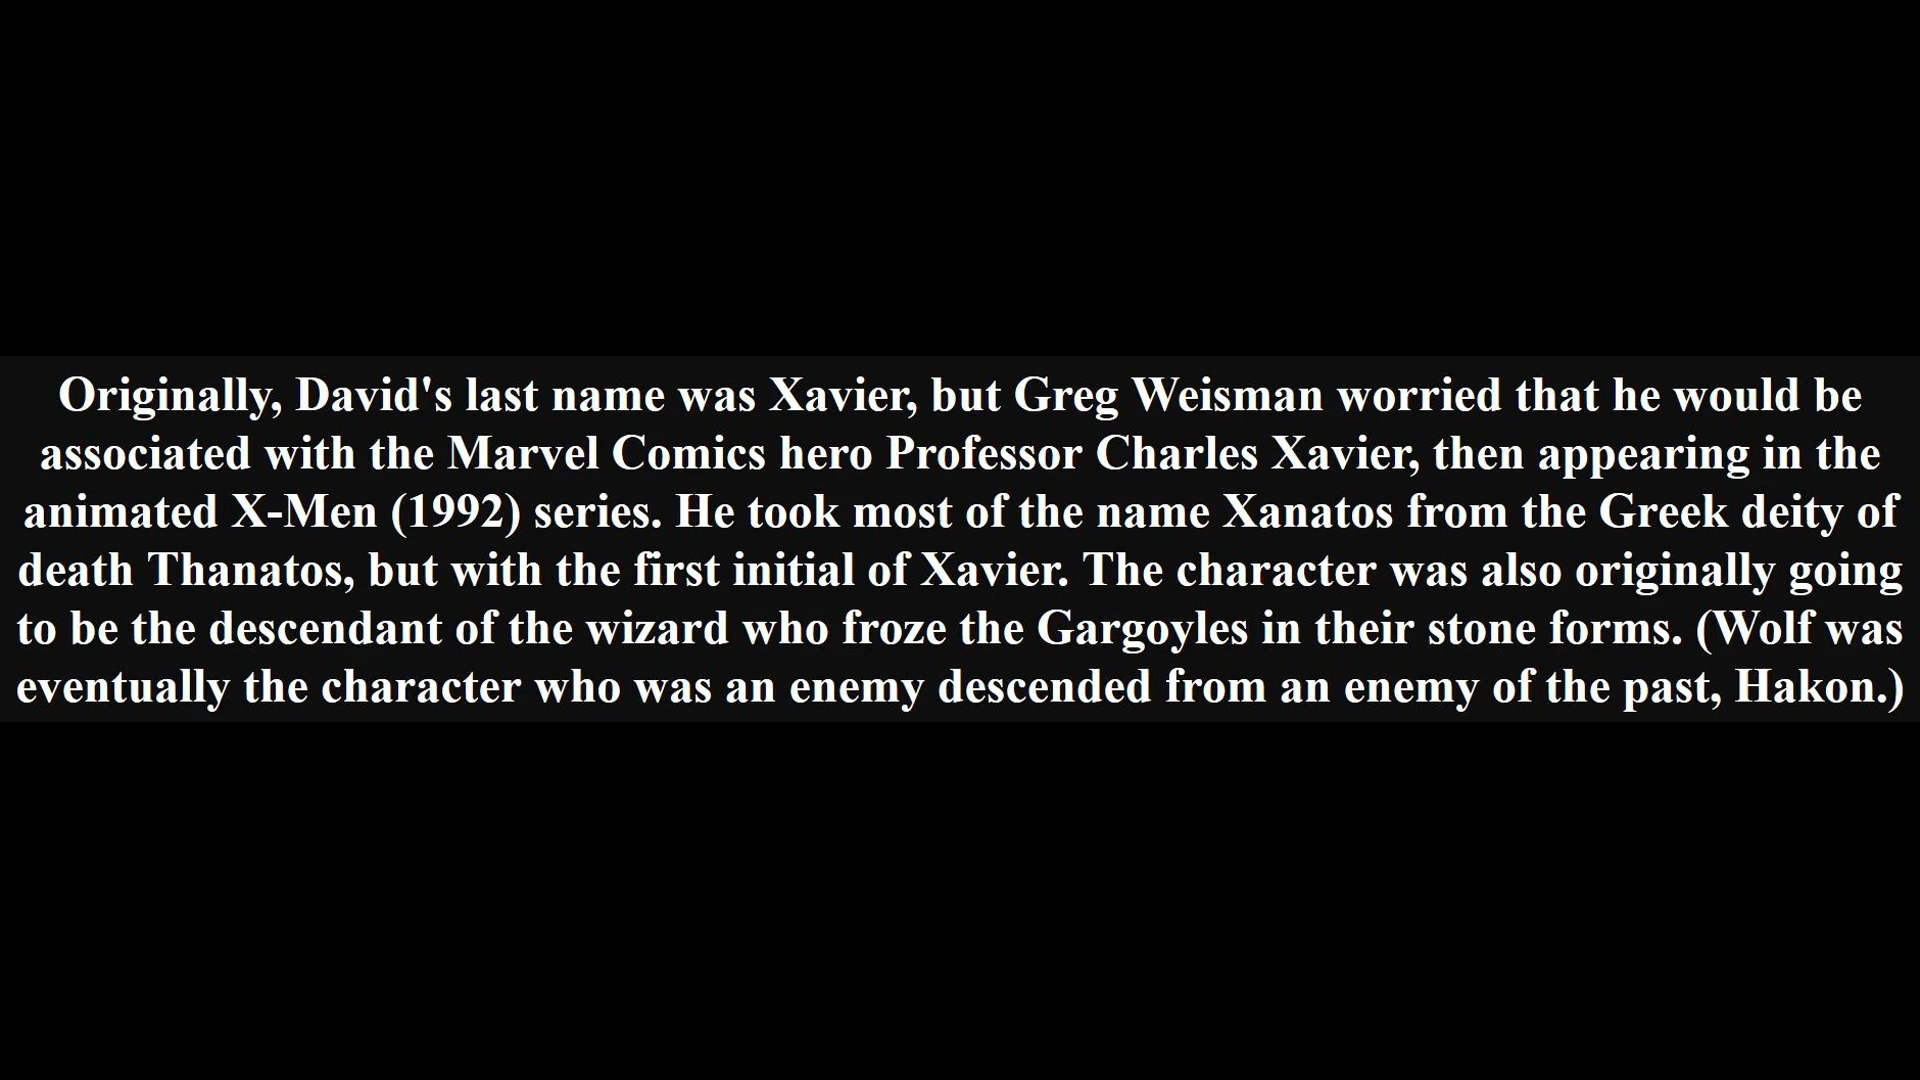 Originally, David's last name was Xavier, but Greg Weisman worried that he would be
associated with the Marvel Comics hero Professor Charles Xavier, then appearing in the
animated X-Men (1992) series. He took most of the name Xanatos from the Greek deity of
death Thanatos, but with the first initial of Xavier. The character was also originally going
to be the descendant of the wizard who froze the Gargoyles in their stone forms. (Wolf was
eventually the character who was an enemy descended from an enemy of the past, Hakon.)